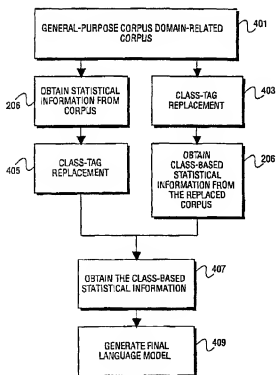 GENERAL-PURPOSE CORPUS DOMAIN-RELATED
CORPUS
401
OBTAIN STATISTICAL
INFORMATION FROM
CORPUS
206
CLASS-TAG
REPLACEMENT
403
CLASS-TAG
REPLACEMENT
405
OBTAIN
CLASS-BASED
STATISTICAL
INFORMATION FROM
THE REPLACED
CORPUS
206
OBTAIN THE CLASS-BASED
STATISTICAL INFORMATION
407
GENERATE FINAL
LANGUAGE MODEL
409